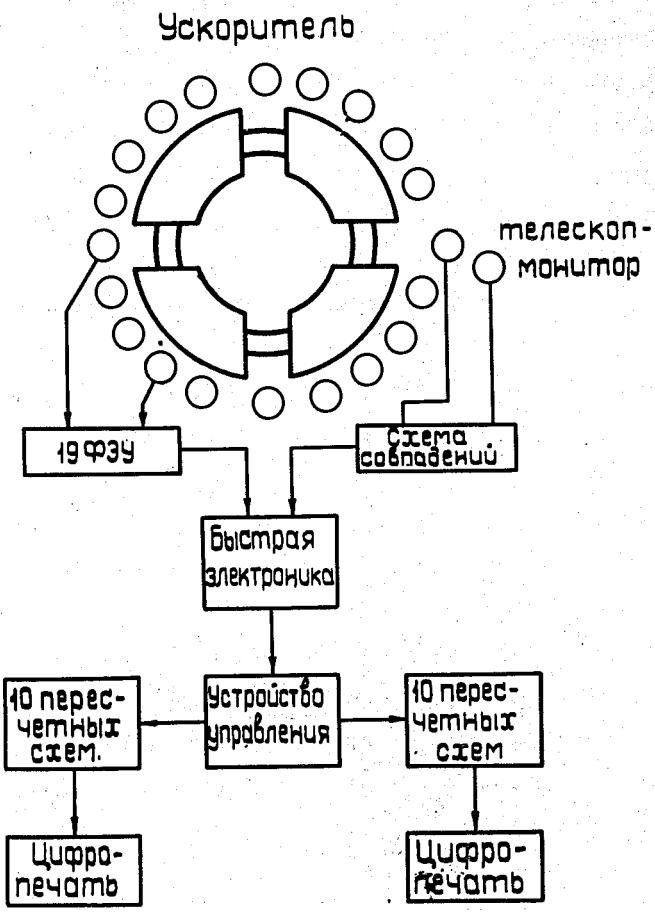 Ускоритель
телескоп-
монитор
19 ФЭУ
Схема
совпадений
Быстрая
электроника
10 перес-
четных
схем.
Устройство
управления
10 перес-
четных
схем
Цифро-
печать
Цифро-
печать